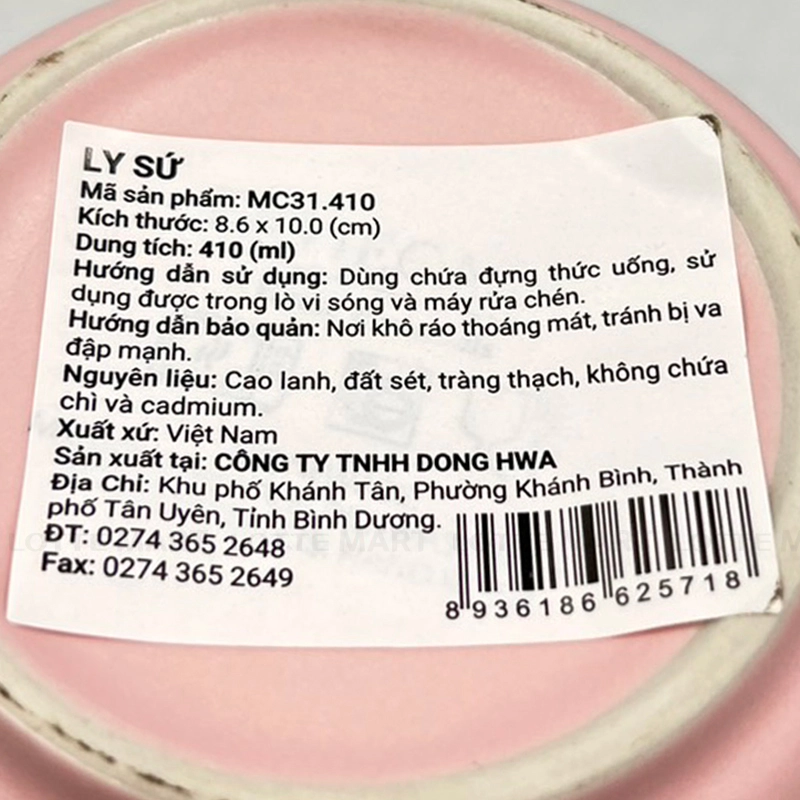 LY SỨ
Mã sản phẩm: MC31.410
Kích thước: 8.6 x 10.0 (cm)
Dung tích: 410 (ml)
Hướng dẫn sử dụng: Dùng chứa đựng thức uống, sử
dụng được trong lò vi sóng và máy rửa chén.
Hướng dẫn bảo quản: Nơi khô ráo thoáng mát, tránh bị va
đập mạnh.
Nguyên liệu: Cao lanh, đất sét, tràng thạch, không chứa
chì và cadmium.
Xuất xứ: Việt Nam
Sản xuất tại: CÔNG TY TNHH DONG HWA
Địa Chỉ: Khu phố Khánh Tân, Phường Khánh Bình, Thành
phố Tân Uyên, Tỉnh Bình Dương.
ĐT: 0274 365 2648
Fax: 0274 365 2649
8 936186 625718